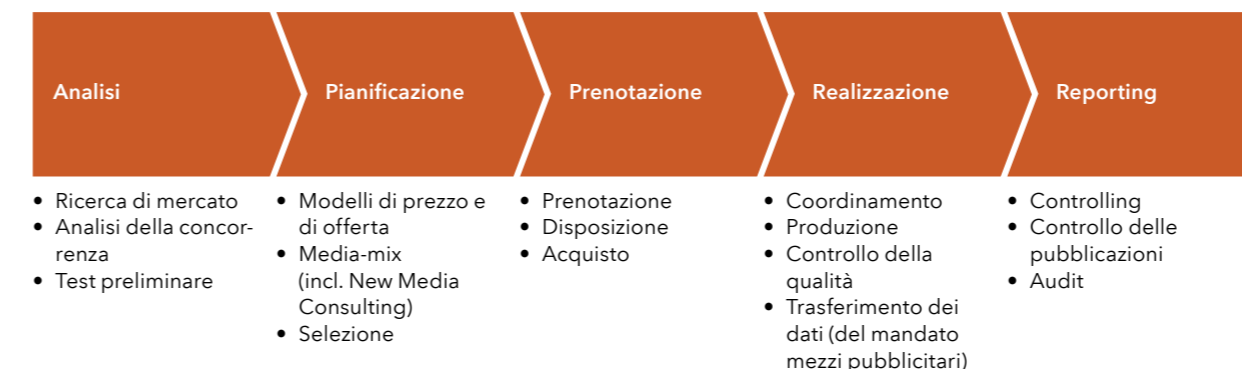 Analisi
Pianificazione
Prenotazione
Realizzazione
Reporting
• Ricerca di mercato
• Analisi della concor-
renza
• Test preliminare
• Modelli di prezzo e
di offerta
• Media-mix
(incl. New Media
Consulting)
• Selezione
• Prenotazione
• Disposizione
• Acquisto
• Coordinamento
• Produzione
• Controllo della
qualità
• Trasferimento dei
dati (del mandato
mezzi pubblicitari)
• Controlling
• Controllo delle
pubblicazioni
• Audit